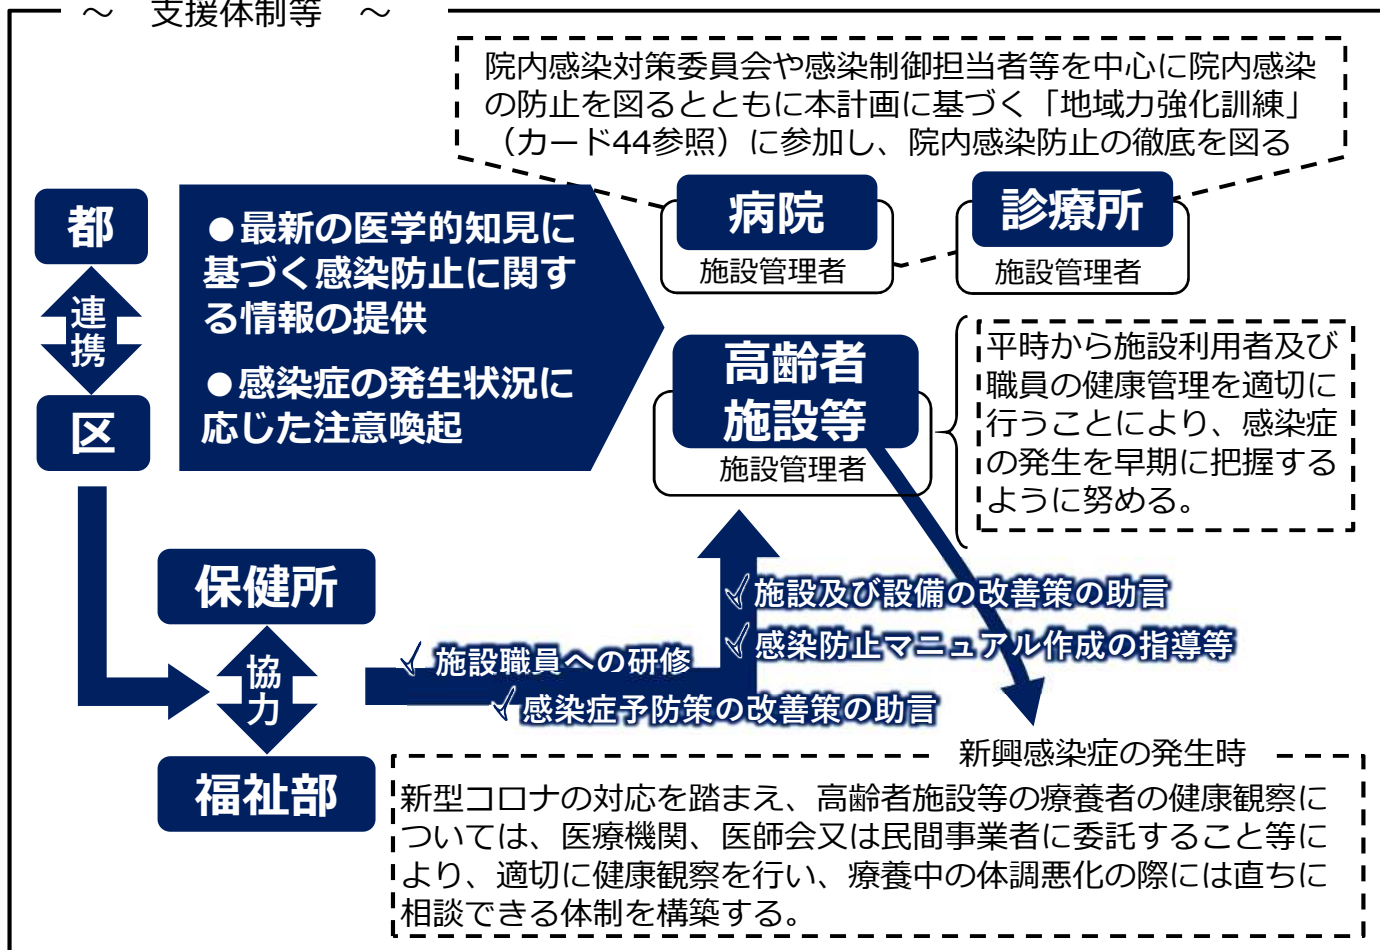 ～　支援体制等　～
院内感染対策委員会や感染制御担当者等を中心に院内感染
の防止を図るとともに本計画に基づく「地域力強化訓練」
（カード44参照）に参加し、院内感染防止の徹底を図る
都
連携
区
●最新の医学的知見に
基づく感染防止に関す
る情報の提供
●感染症の発生状況に
応じた注意喚起
病院
施設管理者
診療所
施設管理者
高齢者
施設等
施設管理者
平時から施設利用者及び
職員の健康管理を適切に
行うことにより、感染症
の発生を早期に把握する
ように努める。
保健所
協力
福祉部
✓施設職員への研修
✓感染症予防策の改善策の助言
✓施設及び設備の改善策の助言
✓感染防止マニュアル作成の指導等
新興感染症の発生時
新型コロナの対応を踏まえ、高齢者施設等の療養者の健康観察に
ついては、医療機関、医師会又は民間事業者に委託すること等に
より、適切に健康観察を行い、療養中の体調悪化の際には直ちに
相談できる体制を構築する。